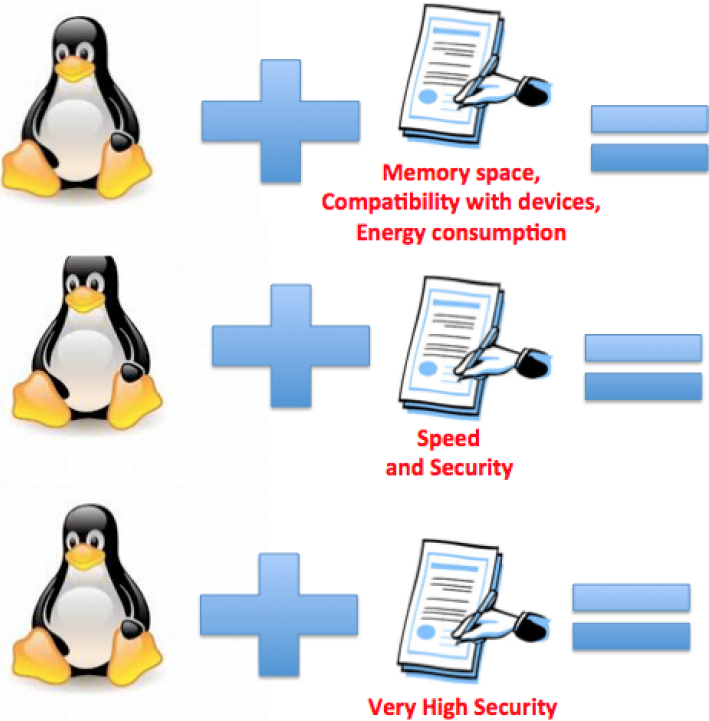 Memory space,
Compatibility with devices,
Energy consumption
Speed
and Security
Very High Security